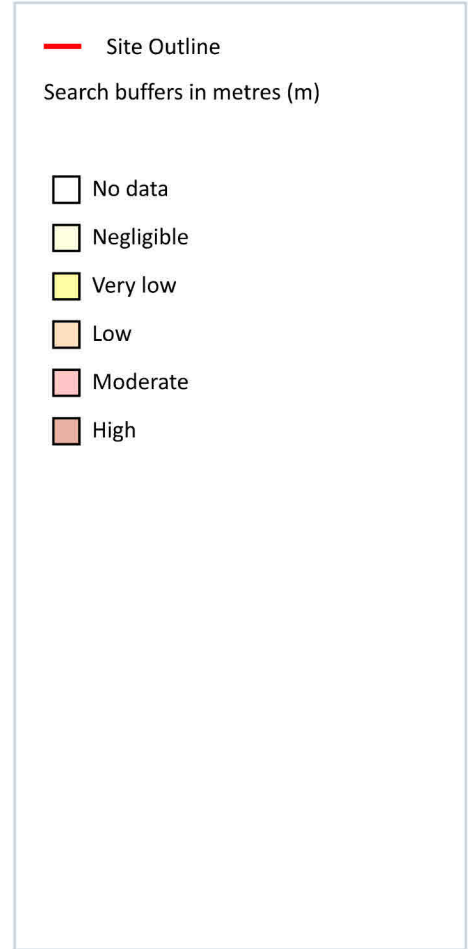 Site Outline
Search buffers in metres (m)
No data
Negligible
Very low
Low
Moderate
High